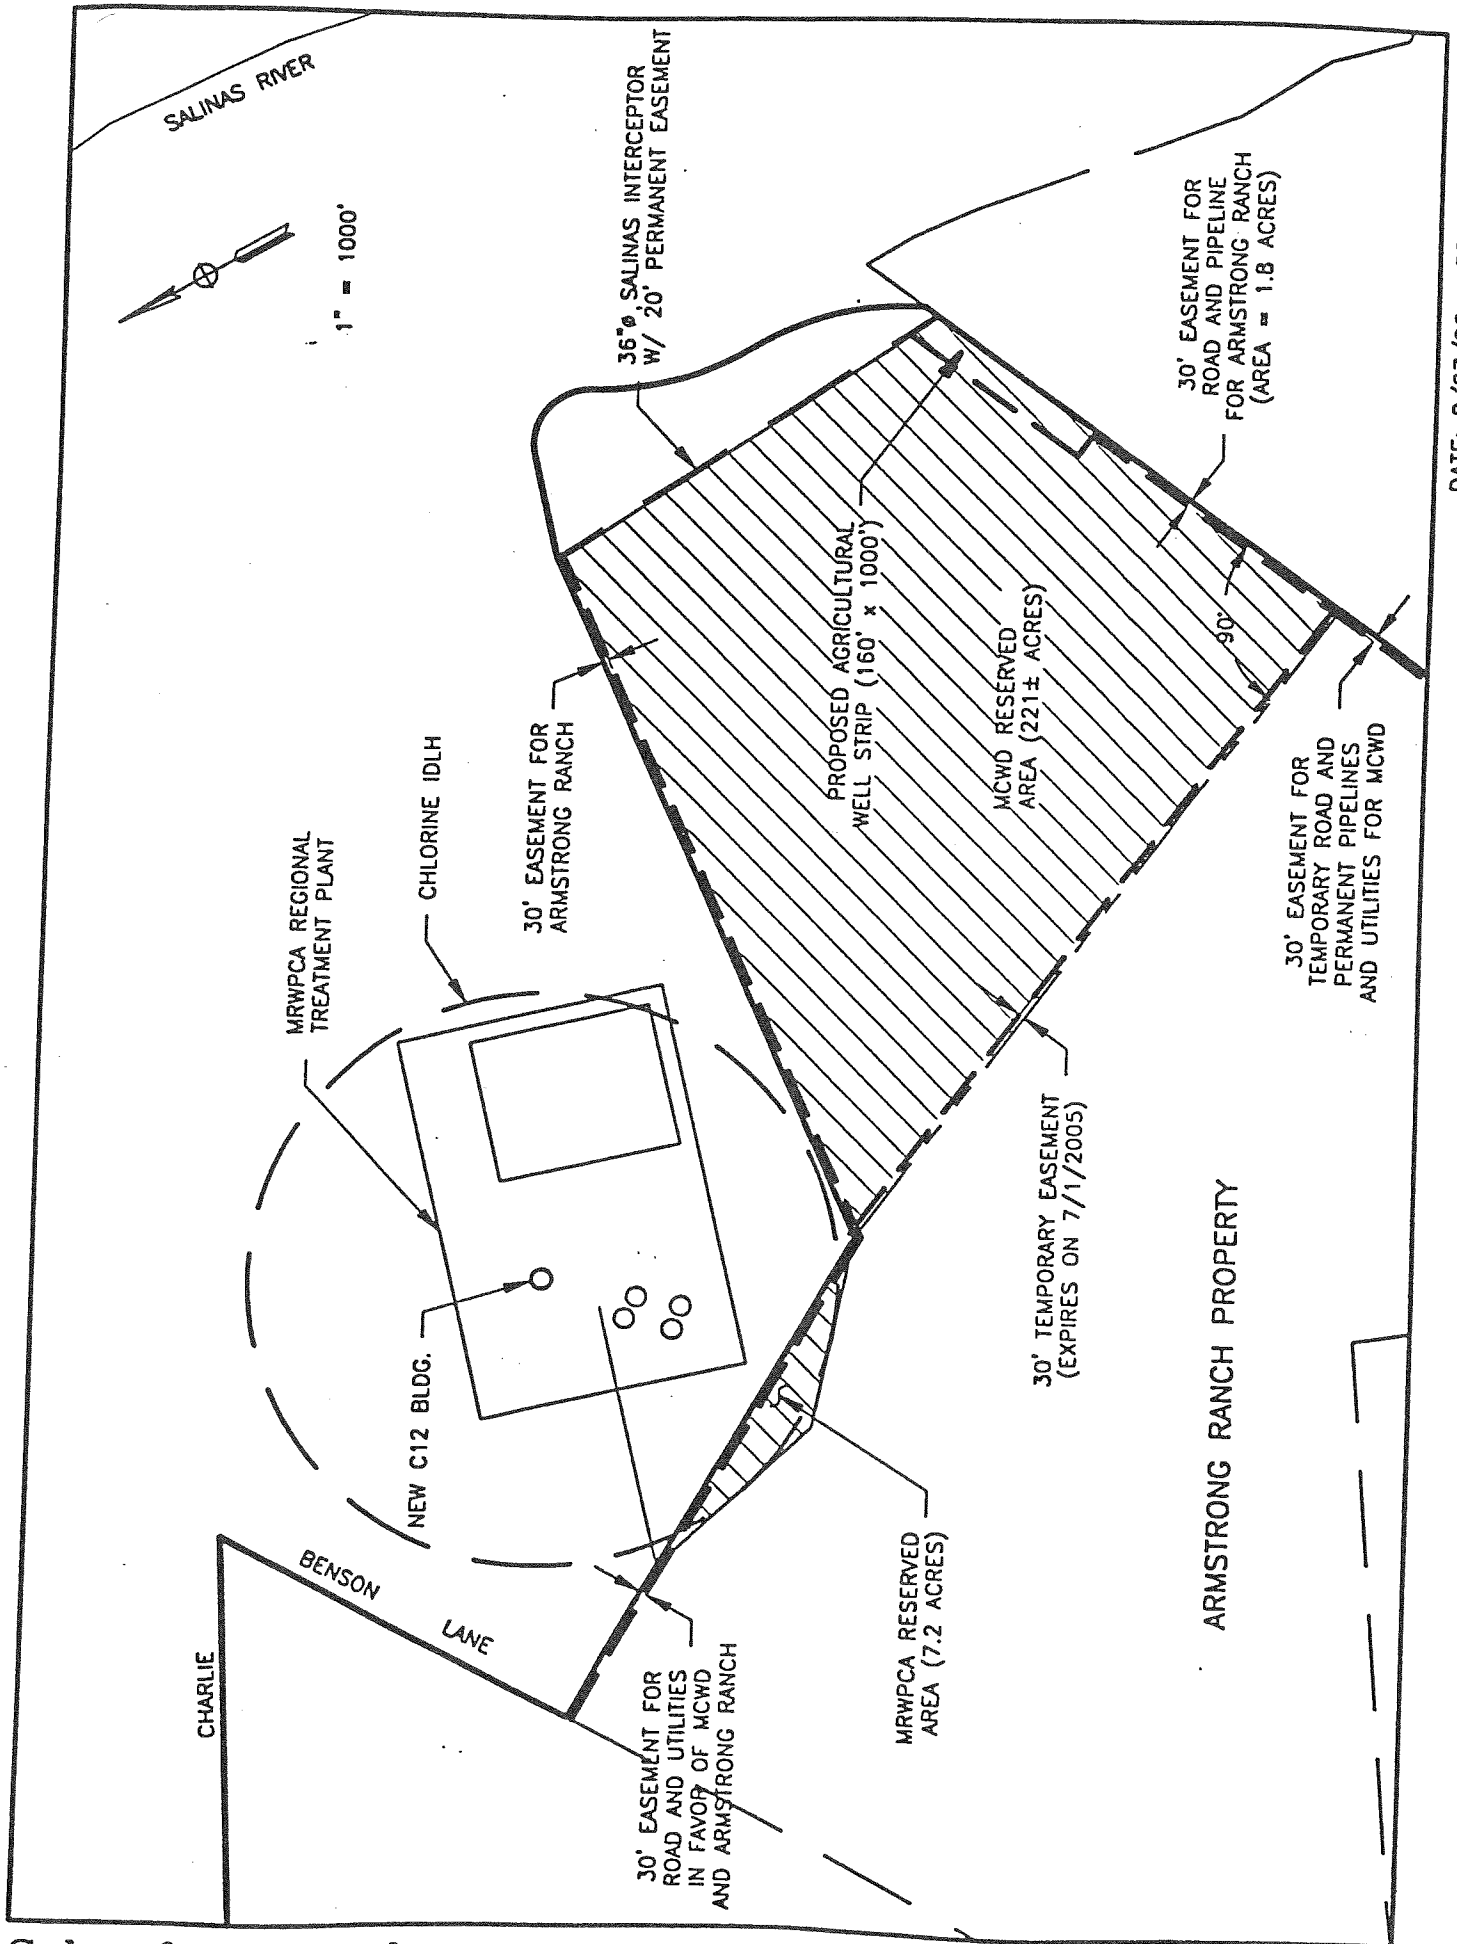 SALINAS RIVER
1" = 1000'
36"ø SALINAS INTERCEPTOR
W/ 20' PERMANENT EASEMENT
30' EASEMENT FOR
ROAD AND PIPELINE
FOR ARMSTRONG RANCH
(AREA = 1.8 ACRES)
MRWPCA REGIONAL
TREATMENT PLANT
CHLORINE IDLH
30' EASEMENT FOR
ARMSTRONG RANCH
PROPOSED AGRICULTURAL
WELL STRIP (160' x 1000')
MCWD RESERVED
AREA (221± ACRES)
90°
30' EASEMENT FOR
TEMPORARY ROAD AND
PERMANENT PIPELINES
AND UTILITIES FOR MCWD
NEW C12 BLDG.
30' TEMPORARY EASEMENT
(EXPIRES ON 7/1/2005)
ARMSTRONG RANCH PROPERTY
CHARLIE
BENSON
LANE
30' EASEMENT FOR
ROAD AND UTILITIES
IN FAVOR OF MCWD
AND ARMSTRONG RANCH
MRWPCA RESERVED
AREA (7.2 ACRES)